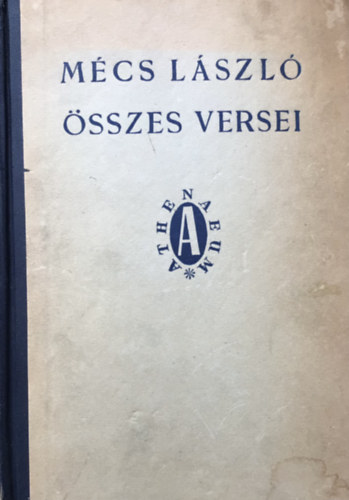 MÉCS LÁSZLÓ
ÖSSZES VERSEI
ATHENAEUM
A